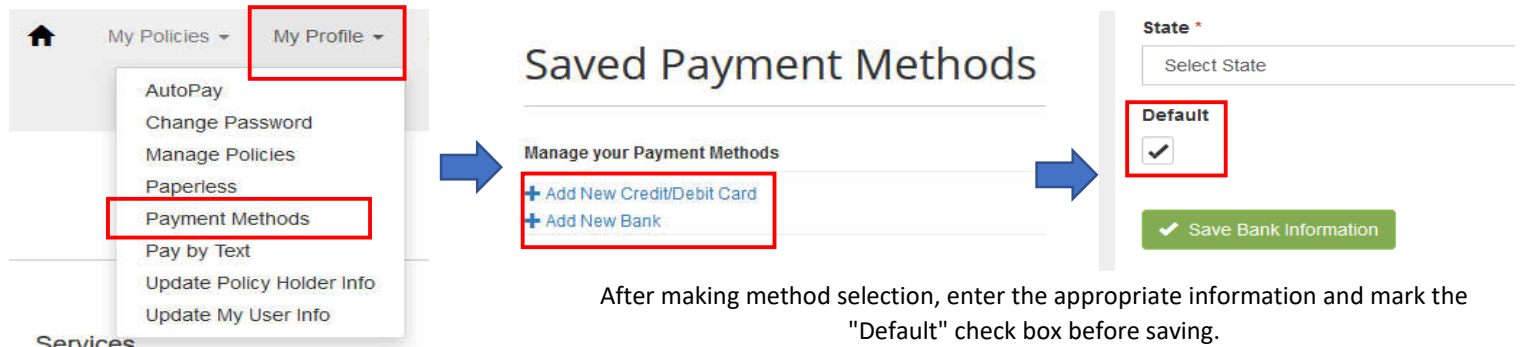 My Policies My Profile
AutoPay
Change Password
Manage Policies
Paperless
Payment Methods
Pay by Text
Update Policy Holder Info
Update My User Info
Services
Saved Payment Methods
Manage your Payment Methods
Add New Credit/Debit Card
Add New Bank
State *
Select State
Default
Save Bank Information
After making method selection, enter the appropriate information and mark the
"Default" check box before saving.